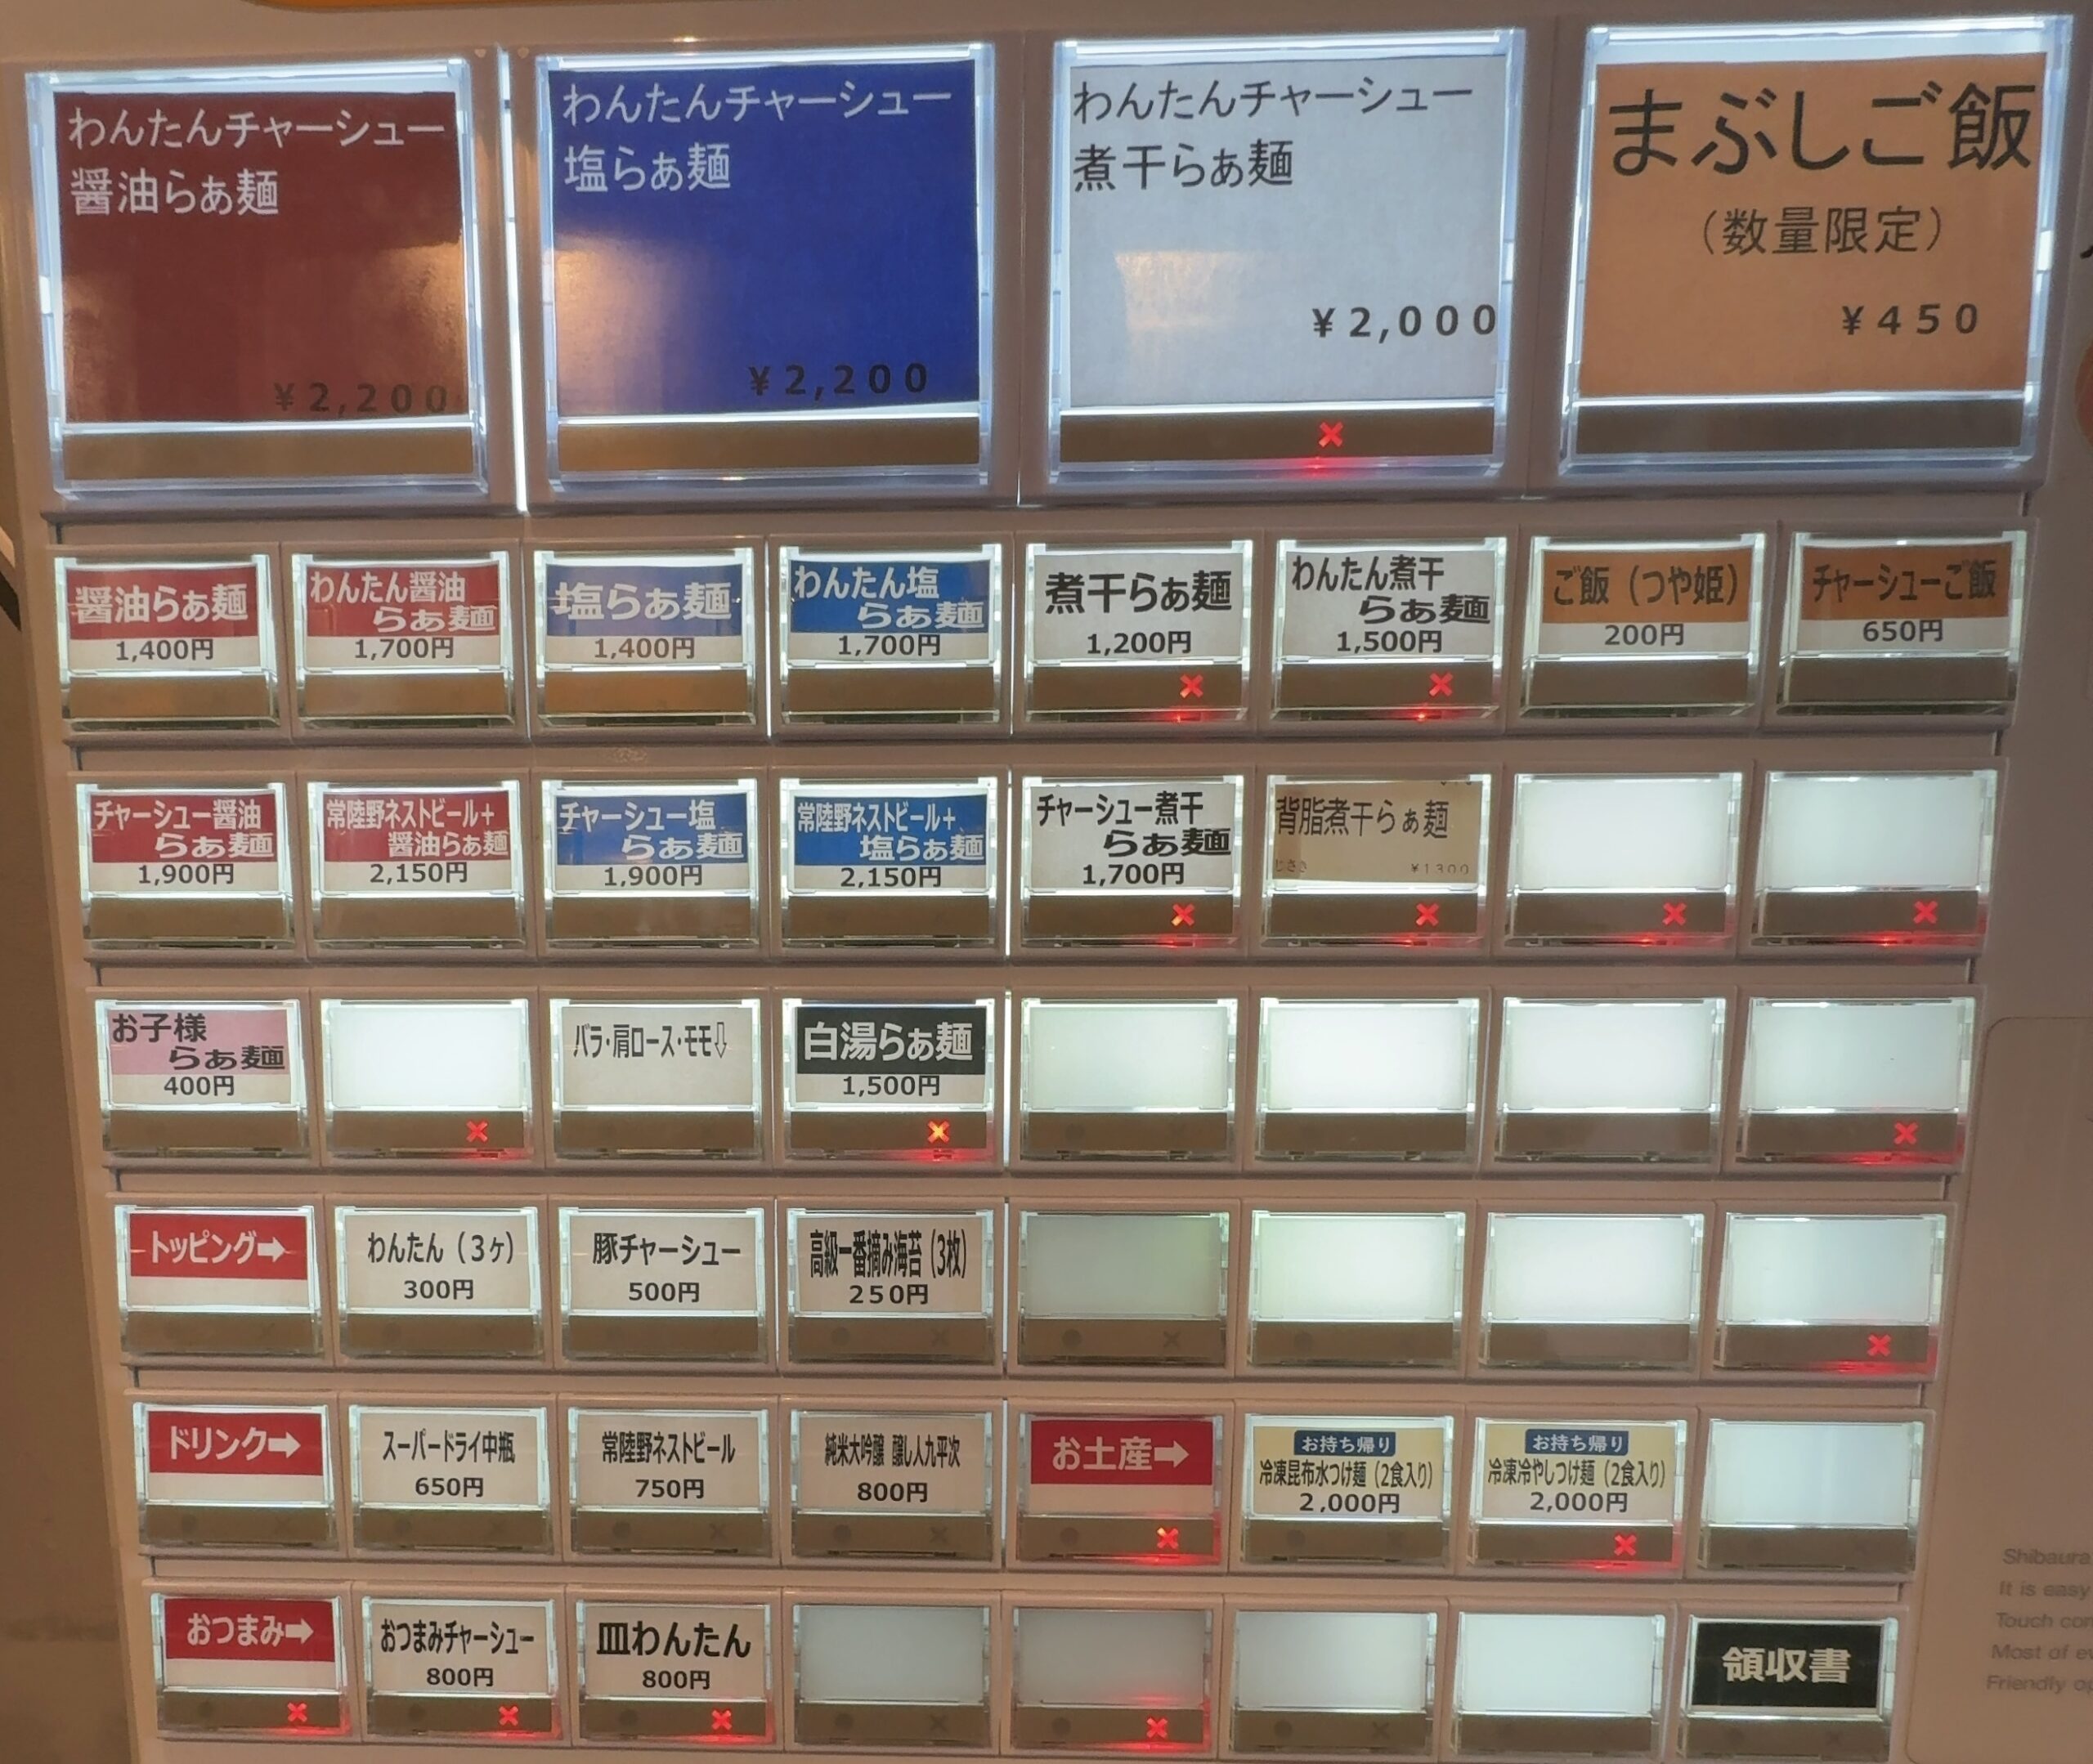 わんたんチャーシュー
醤油らぁ麺
¥2,200
わんたんチャーシュー
塩らぁ麺
¥2,200
わんたんチャーシュー
煮干らぁ麺
¥2,000
まぶしご飯
(数量限定)
¥450
醤油らぁ麺
1,400円
わんたん醤油
らぁ麺
1,700円
塩らぁ麺
1,400円
わんたん塩
らぁ麺
1,700円
煮干らぁ麺
1,200円
わんたん煮干
らぁ麺
1,500円
ご飯(つや姫)
200円
チャーシューご飯
650円
チャーシュー醤油
らぁ麺
1,900円
常陸野ネストビール+
醤油らぁ麺
2,150円
チャーシュー塩
らぁ麺
1,900円
常陸野ネストビール+
塩らぁ麺
2,150円
チャーシュー煮干
らぁ麺
1,700円
背脂煮干らぁ麺
¥1300
お子様
らぁ麺
400円
バラ・肩ロース・モモ⇩
白湯らぁ麺
1,500円
トッピング➡
わんたん(3ヶ)
300円
豚チャーシュー
500円
高級一番摘み海苔(3枚)
250円
ドリンク➡
スーパードライ中瓶
650円
常陸野ネストビール
750円
純米大吟醸 醸し人九平次
800円
お土産➡
お持ち帰り
冷凍昆布水つけ麺(2食入り)
2,000円
お持ち帰り
冷凍冷やしつけ麺(2食入り)
2,000円
おつまみ➡
おつまみチャーシュー
800円
皿わんたん
800円
領収書
Shibaura
It is easy
Touch con
Most of ev
Friendly op